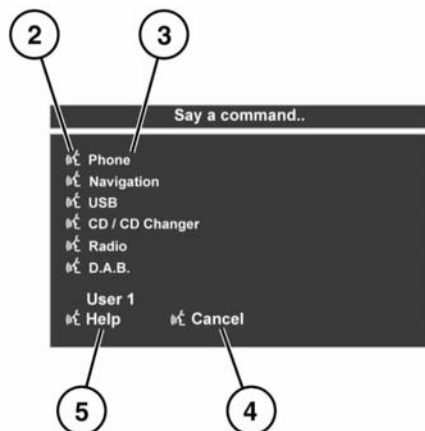 2 3
Say a command..
Phone
Navigation
USB
CD / CD Changer
Radio
D.A.B.
User 1
Help Cancel
5 4